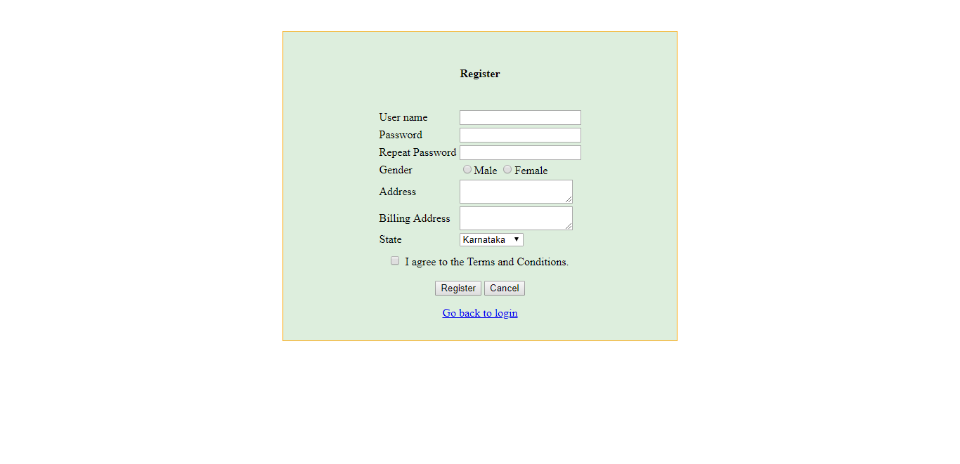 Register
User name
Password
Repeat Password
Gender Male Female
Address
Billing Address
State Karnataka
I agree to the Terms and Conditions.
Register Cancel
Go back to login